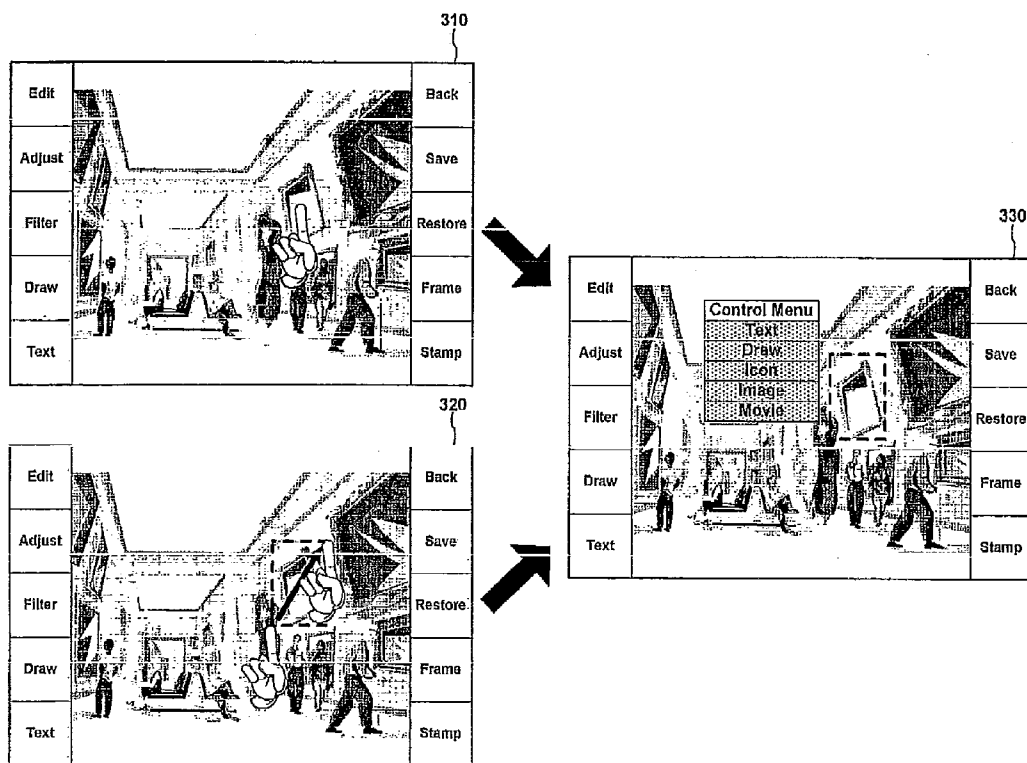 310
Edit
Adjust
Filter
Draw
Text
Back
Save
Restore
Frame
Stamp
320
Edit
Adjust
Filter
Draw
Text
Back
Save
Restore
Frame
Stamp
330
Edit
Adjust
Filter
Draw
Text
Control Menu
Text
Draw
Icon
Image
Movie
Back
Save
Restore
Frame
Stamp